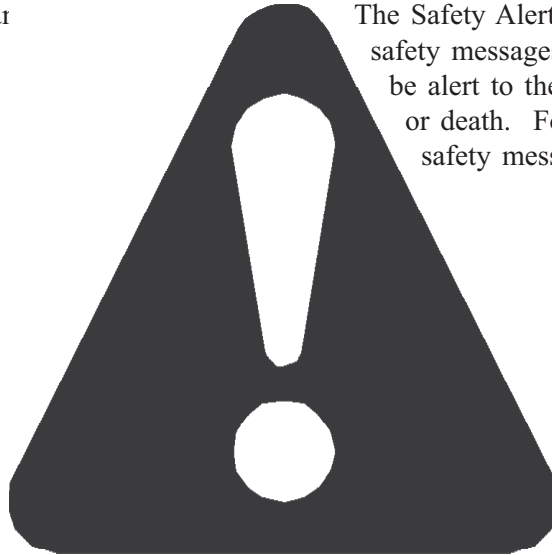 The Safety Alert
safety message
be alert to the
or death. Fo
safety mess